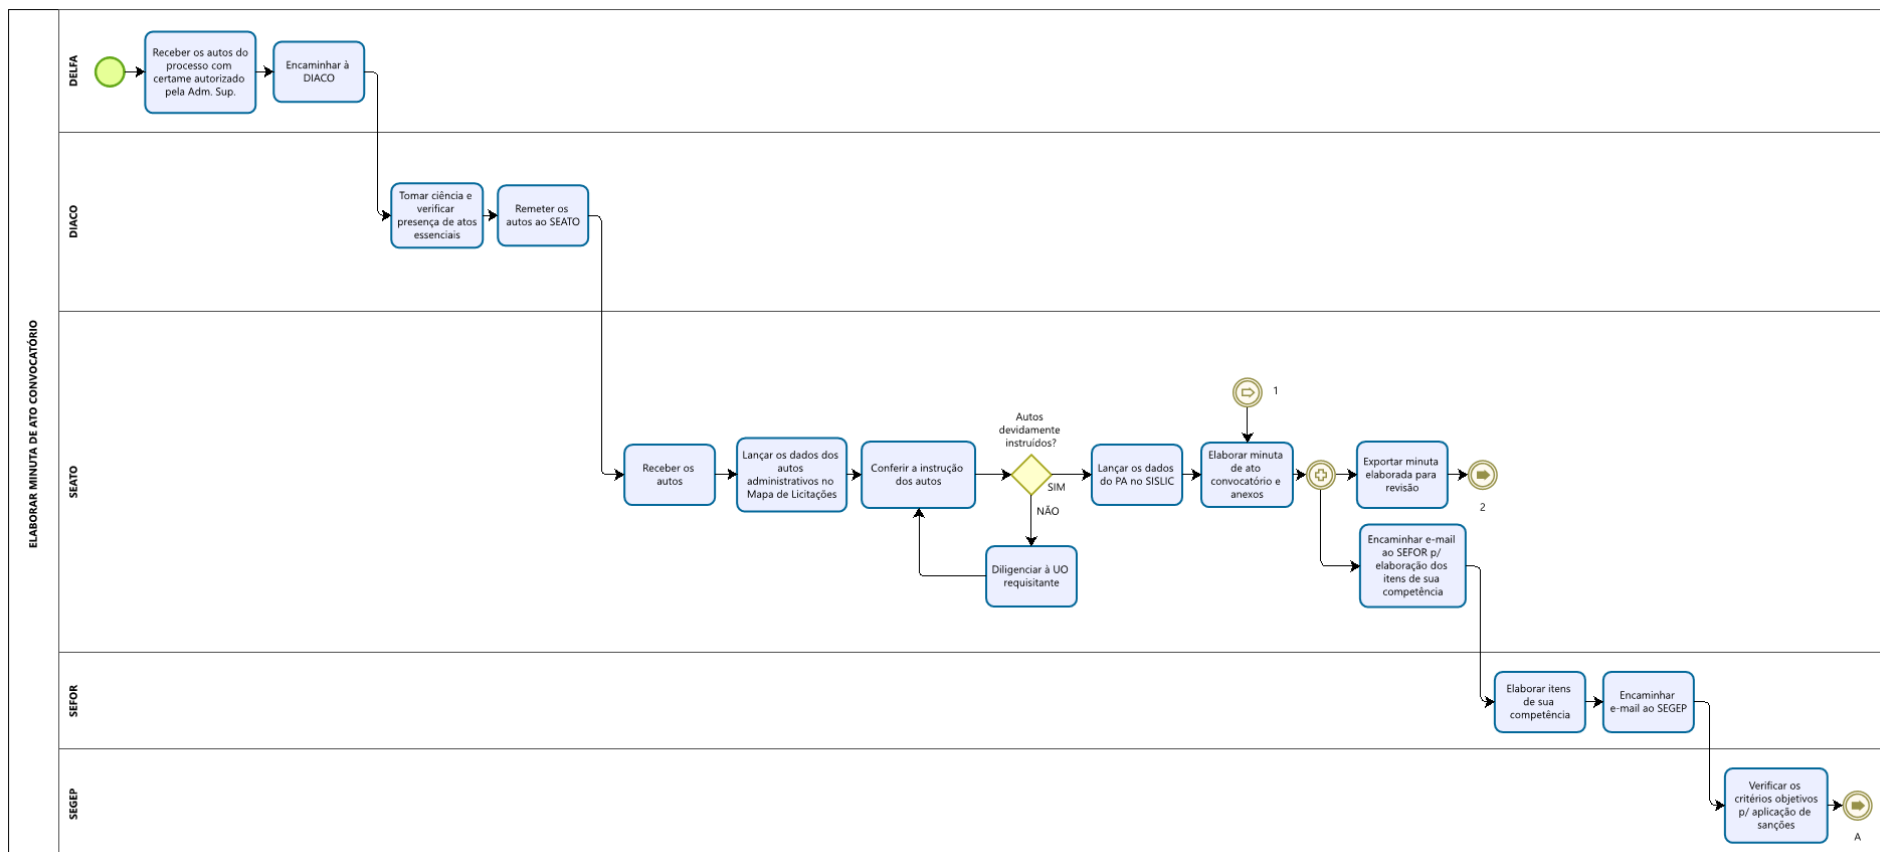 ELABORAR MINUTA DE ATO CONVOCATÓRIO
DELFA
Receber os autos do
processo com
certame autorizado
pela Adm. Sup.
Encaminhar à
DIACO
DIACO
Tomar ciência e
verificar
presença de atos
essenciais
Remeter os
autos ao SEATO
SEATO
Receber os
autos
Lançar os dados dos
autos
administrativos no
Mapa de Licitações
Conferir a instrução
dos autos
Autos
devidamente
instruídos?
SIM
NÃO
Diligenciar à UO
requisitante
Lançar os dados
do PA no SISLIC
1
Elaborar minuta
de ato
convocatório e
anexos
Exportar minuta
elaborada para
revisão
2
Encaminhar e-mail
ao SEFOR p/
elaboração dos
itens de sua
competência
SEFOR
Elaborar itens
de sua
competência
Encaminhar
e-mail ao SEGEP
SEGEP
Verificar os
critérios objetivos
p/ aplicação de
sanções
A